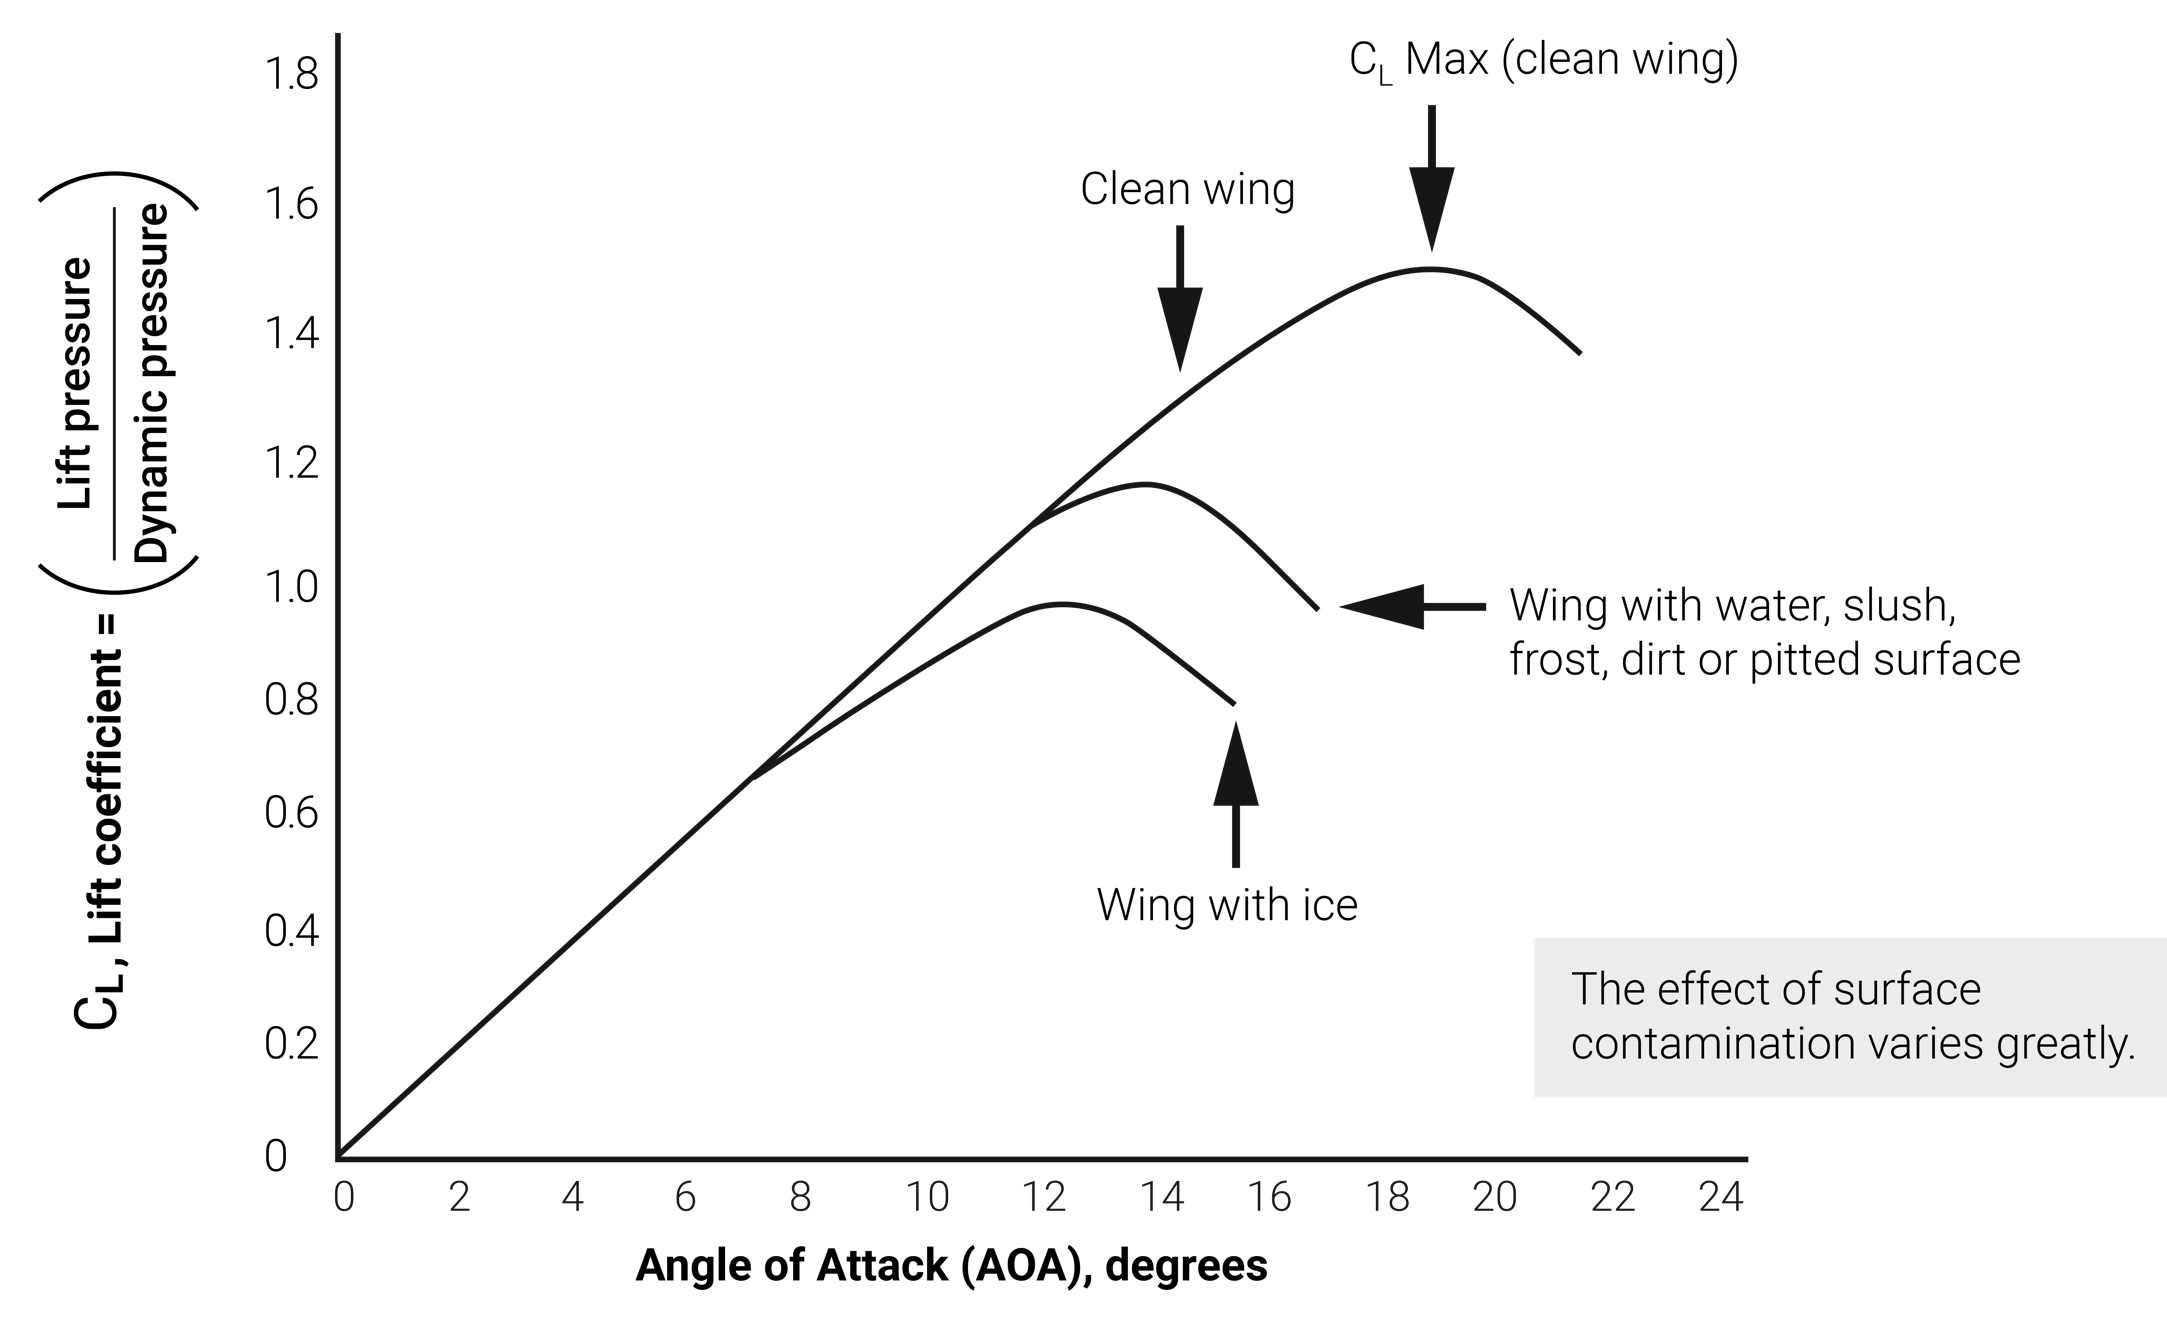 C_L Max (clean wing)
Clean wing
Wing with water, slush,
frost, dirt or pitted surface
Wing with ice
The effect of surface
contamination varies greatly.
C_L, Lift coefficient = (Lift pressure
Dynamic pressure)
1.8
1.6
1.4
1.2
1.0
0.8
0.6
0.4
0.2
0
0 2 4 6 8 10 12 14 16 18 20 22 24
Angle of Attack (AOA), degrees